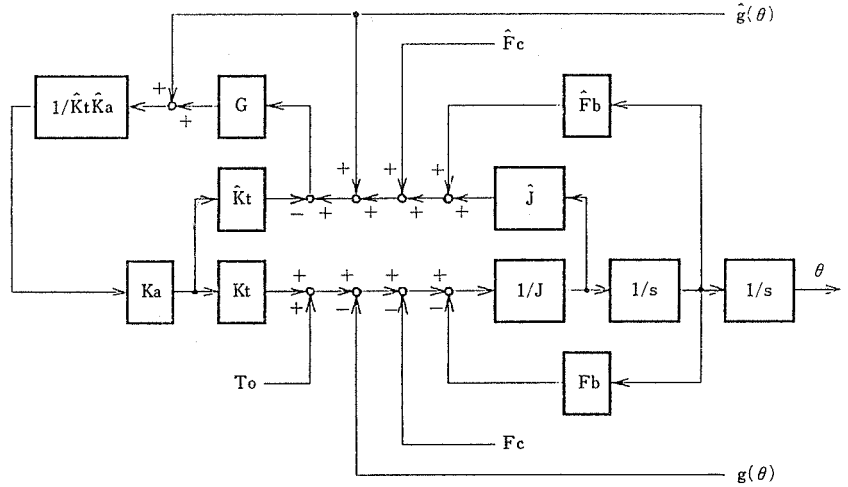 ĝ(θ)
F̂c
+
1/K̂tK̂a
+
G
F̂b
+
+
+
K̂t
−
+
+
+
+
Ĵ
Ka
Kt
+
+
+
−
+
−
+
−
1/J
1/s
1/s
θ
To
Fb
Fc
g(θ)